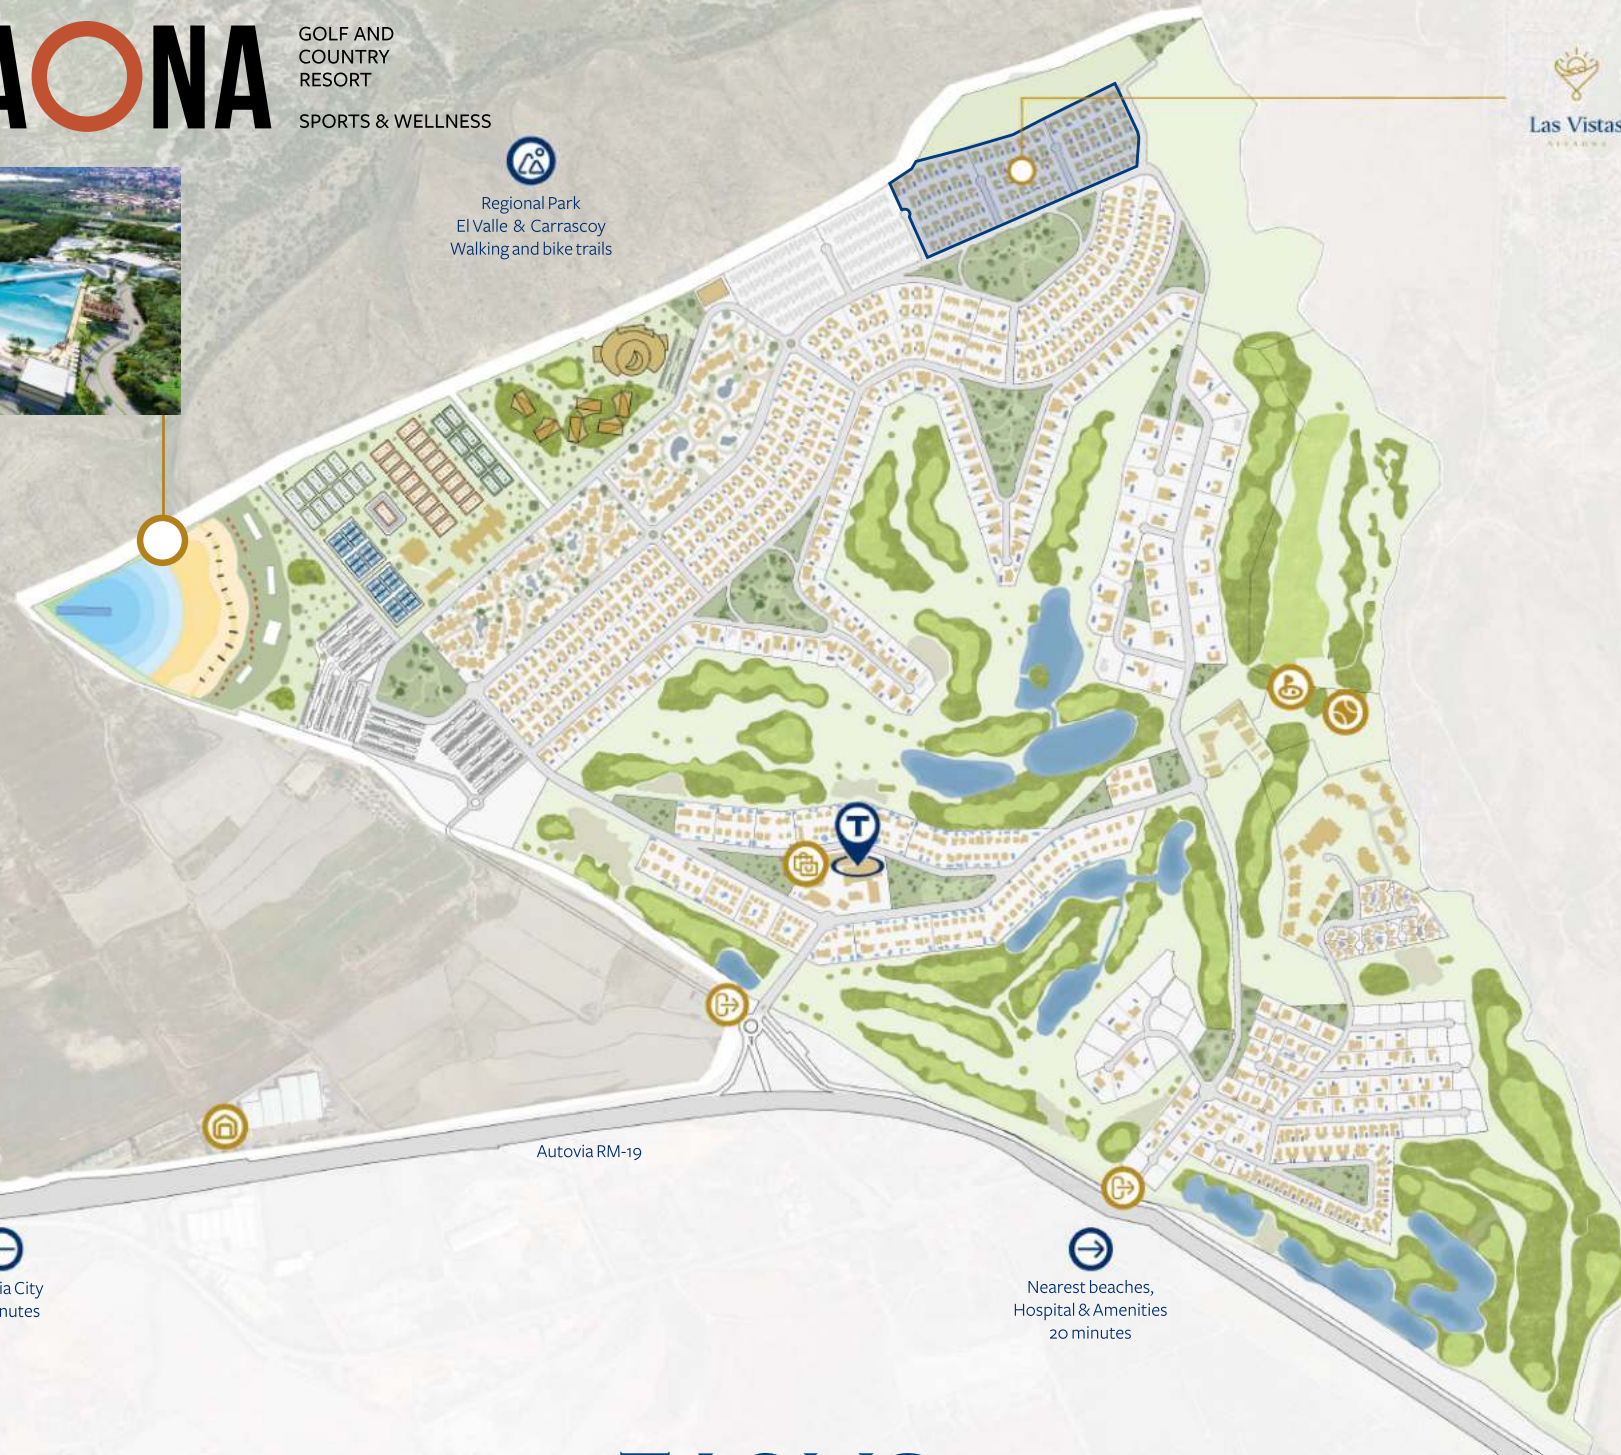 AONA
GOLF AND
COUNTRY
RESORT
SPORTS & WELLNESS
Las Vistas
Regional Park
El Valle & Carrascoy
Walking and bike trails
T
Autovia RM-19
ia City
nutes
Nearest beaches,
Hospital & Amenities
20 minutes